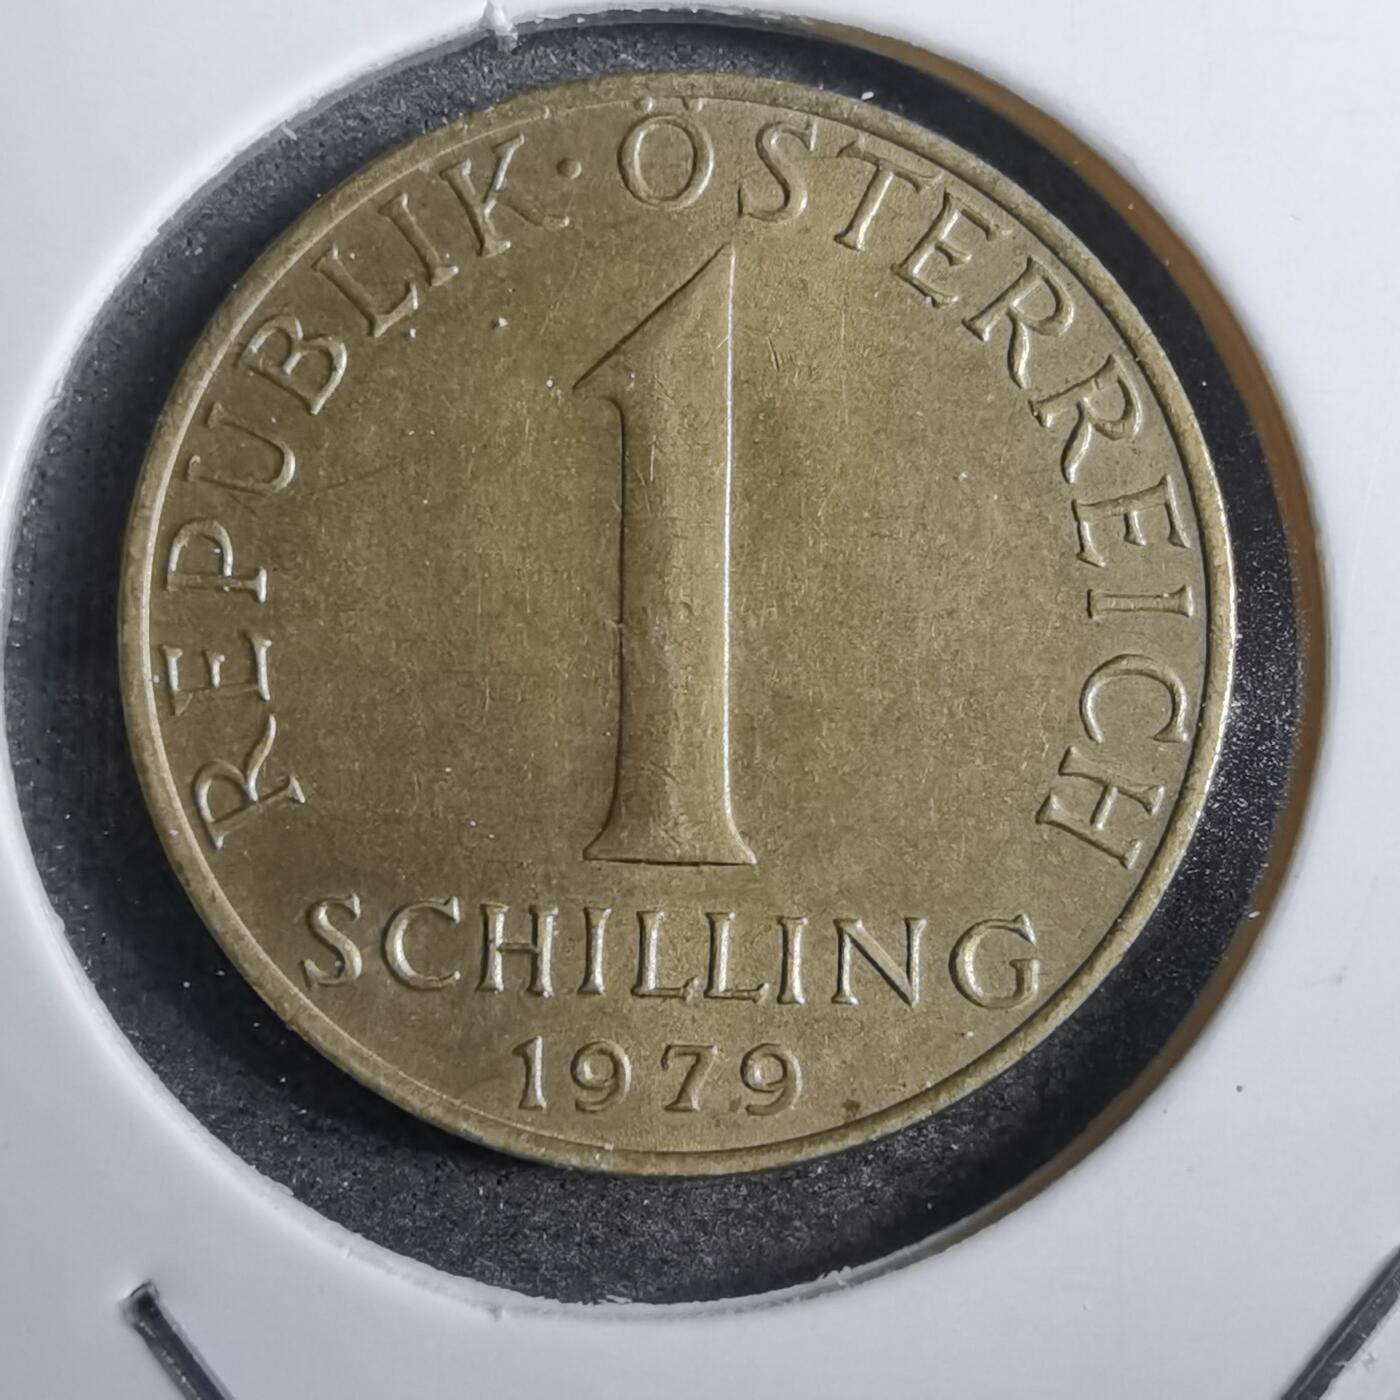 REPUBLIK · ÖSTERREICH
1
SCHILLING
1979